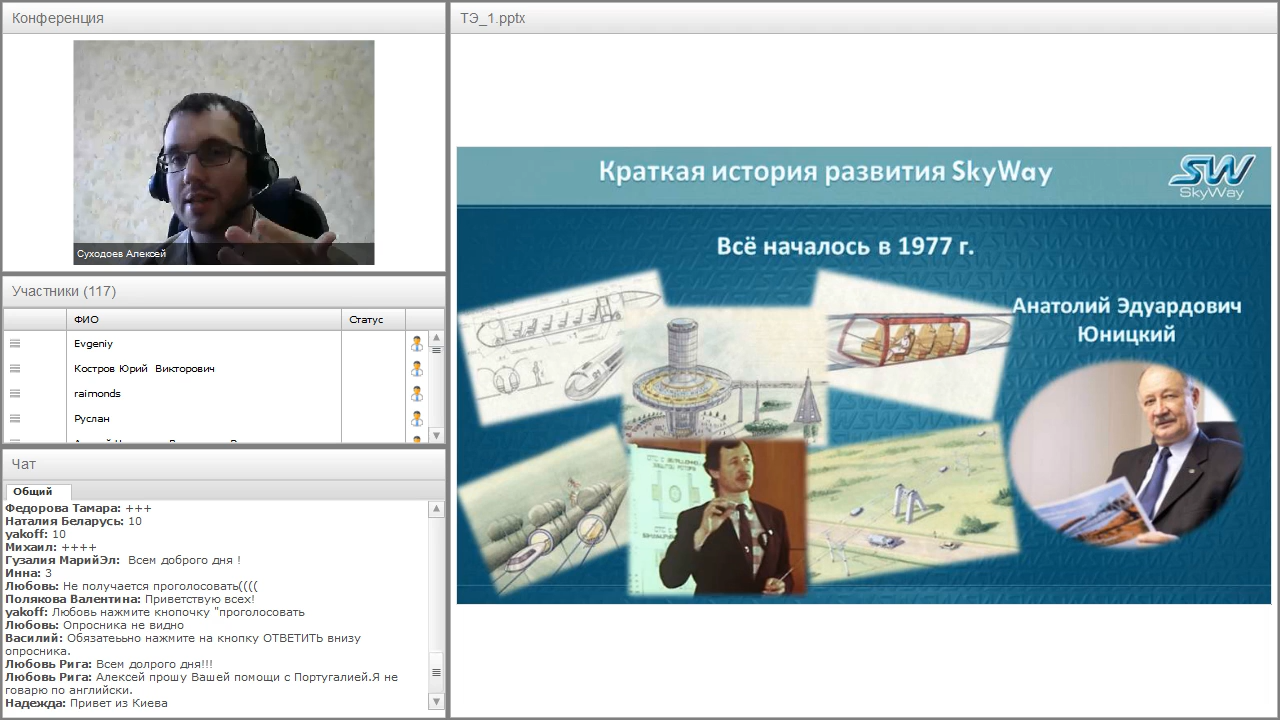 Конференция
Суходоев Алексей
Участники (117)
ФИО
Статус
Evgeniy
Костров Юрий Викторович
raimonds
Руслан
Чат
Общий
Федорова Тамара: +++
Наталия Беларусь: 10
yakoff: 10
Михаил: ++++
Гузалия МарийЭл: Всем доброго дня !
Инна: 3
Любовь: Не получается проголосовать((((
Полякова Валентина: Приветствую всех!
yakoff: Любовь нажмите кнопочку "проголосовать
Любовь: Опросника не видно
Василий: Обязатеьыно нажмите на кнопку ОТВЕТИТЬ внизу
опросника.
Любовь Рига: Всем долрого дня!!!
Любовь Рига: Алексей прошу Вашей помощи с Португалией.Я не
говарю по английски.
Надежда: Привет из Киева
ТЭ_1.pptx
Краткая история развития SkyWay
SW
SkyWay
Всё началось в 1977 г.
Анатолий Эдуардович
Юницкий